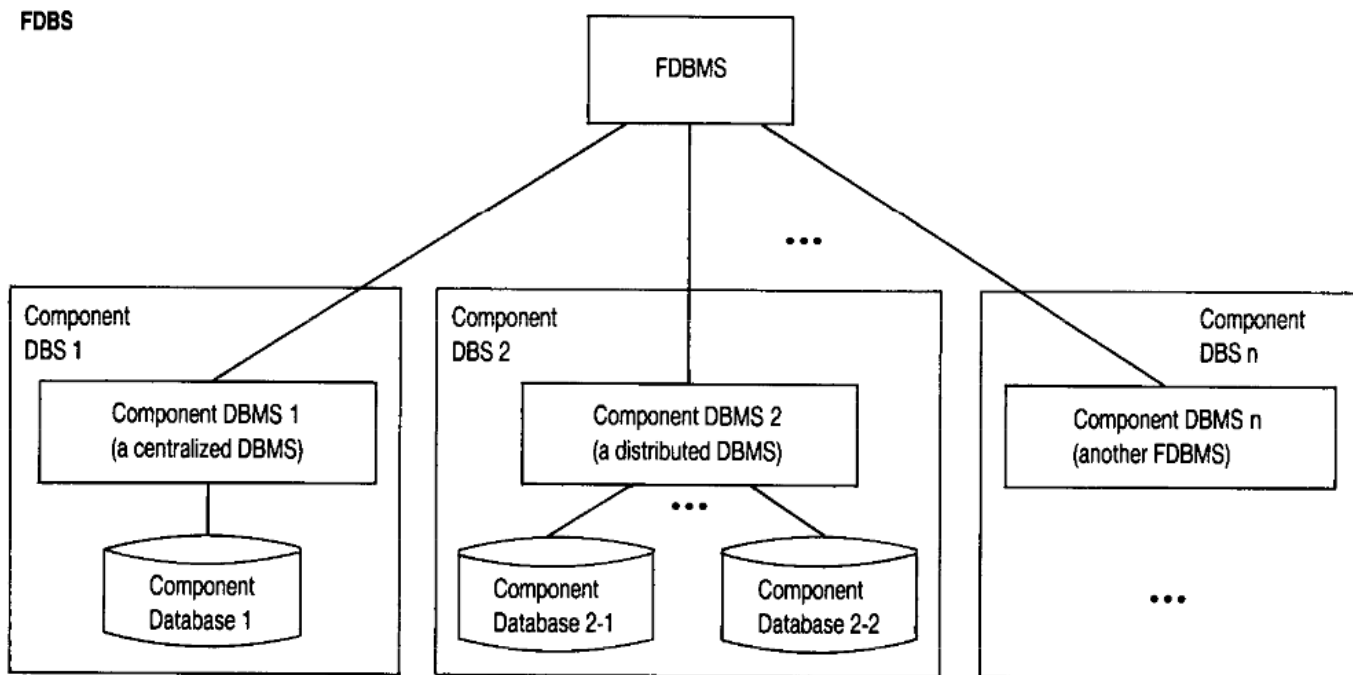 FDBS
FDBMS
•••
Component
DBS 1
Component DBMS 1
(a centralized DBMS)
Component
Database 1
Component
DBS 2
Component DBMS 2
(a distributed DBMS)
•••
Component
Database 2-1
Component
Database 2-2
Component
DBS n
Component DBMS n
(another FDBMS)
•••